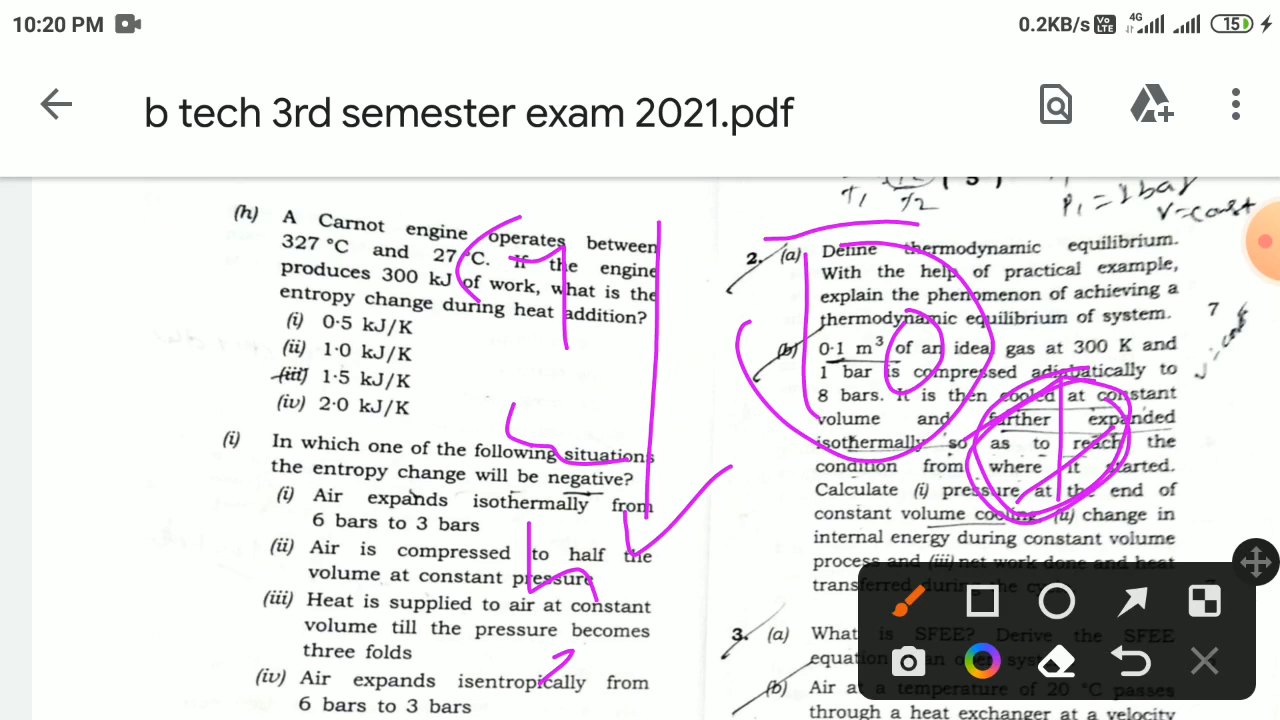 10:20 PM
0.2KB/s Vo LTE 4G 15
b tech 3rd semester exam 2021.pdf
(h) A Carnot engine operates between
327 °C and 27 °C. If the engine
produces 300 kJ of work, what is the
entropy change during heat addition?
(i) 0·5 kJ/K
(ii) 1·0 kJ/K
(iii) 1·5 kJ/K
(iv) 2·0 kJ/K
(i) In which one of the following situations
the entropy change will be negative?
(i) Air expands isothermally from
6 bars to 3 bars
(ii) Air is compressed to half the
volume at constant pressure
(iii) Heat is supplied to air at constant
volume till the pressure becomes
three folds
(iv) Air expands isentropically from
6 bars to 3 bars
P1 = 1 bar
V=const
2. (a) Define thermodynamic equilibrium.
With the help of practical example,
explain the phenomenon of achieving a
thermodynamic equilibrium of system. 7
(b) 0·1 m³ of an ideal gas at 300 K and
1 bar is compressed adiabatically to
8 bars. It is then cooled at constant
volume and further expanded
isothermally so as to reach the
condition from where it started.
Calculate (i) pressure at the end of
constant volume cooling, (ii) change in
internal energy during constant volume
process and (iii) net work done and heat
transferred during the cycle.
3. (a) What is SFEE? Derive the SFEE
equation an open system
(b) Air at a temperature of 20 °C passes
through a heat exchanger at a velocity